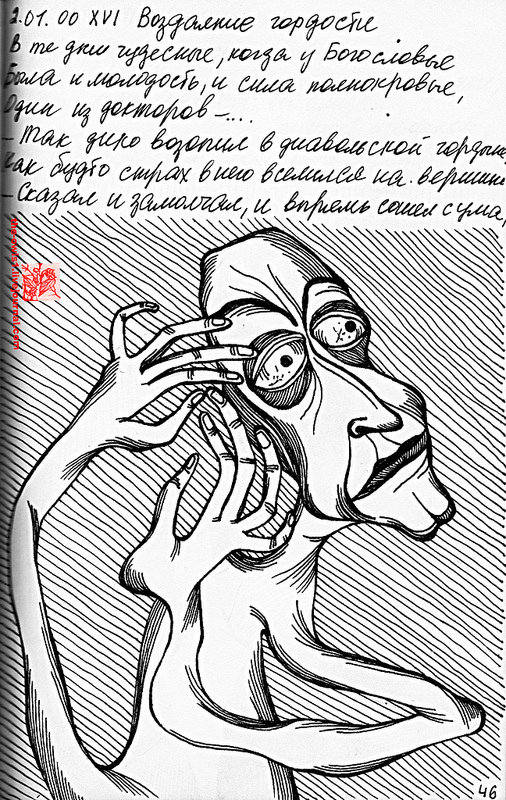 2.01.00 XVI Воздаяние гордости
В те дни чудесные, когда у Богословья
Была и молодость, и сила полнокровье,
Один из докторов –...
– Так дико возопил в диавольской гордыне,
Как будто страх в него вселился на вершине
– Сказал и замолчал, и впрямь сошел с ума,
46